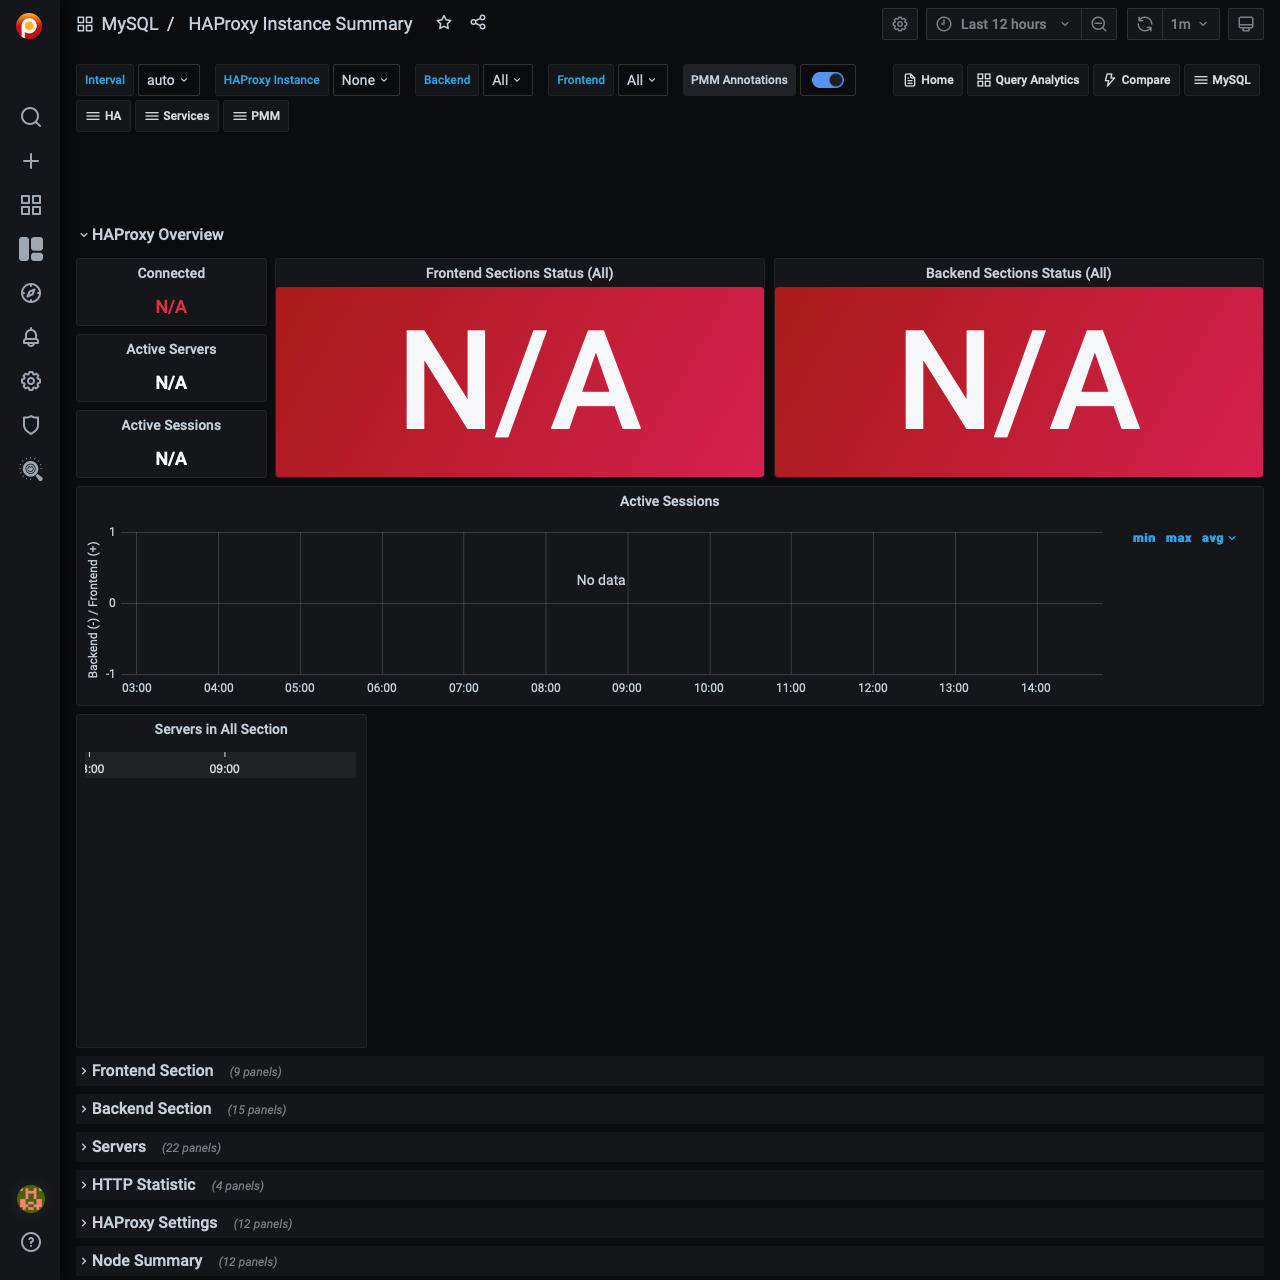 MySQL / HAProxy Instance Summary
Last 12 hours
1m
Interval auto HAProxy Instance None Backend All Frontend All PMM Annotations Home Query Analytics Compare MySQL
HA Services PMM
HAProxy Overview
Connected
N/A
Active Servers
N/A
Active Sessions
N/A
Frontend Sections Status (All)
N/A
Backend Sections Status (All)
N/A
Active Sessions
Backend (-) / Frontend (+)
1
0
-1
No data
min max avg
03:00 04:00 05:00 06:00 07:00 08:00 09:00 10:00 11:00 12:00 13:00 14:00
Servers in All Section
:00 09:00
Frontend Section (9 panels)
Backend Section (15 panels)
Servers (22 panels)
HTTP Statistic (4 panels)
HAProxy Settings (12 panels)
Node Summary (12 panels)